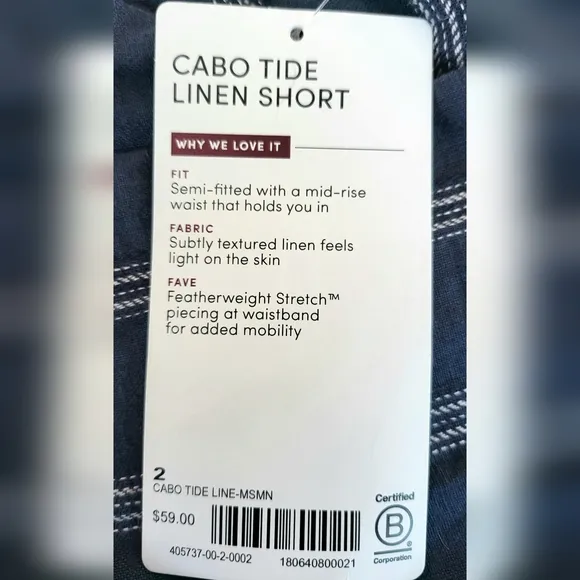 CABO TIDE
LINEN SHORT
WHY WE LOVE IT
FIT
Semi-fitted with a mid-rise
waist that holds you in
FABRIC
Subtly textured linen feels
light on the skin
FAVE
Featherweight Stretch™
piecing at waistband
for added mobility
2
CABO TIDE LINE-MSMN
$59.00
405737-00-2-0002
180640800021
Certified
B
®
Corporation